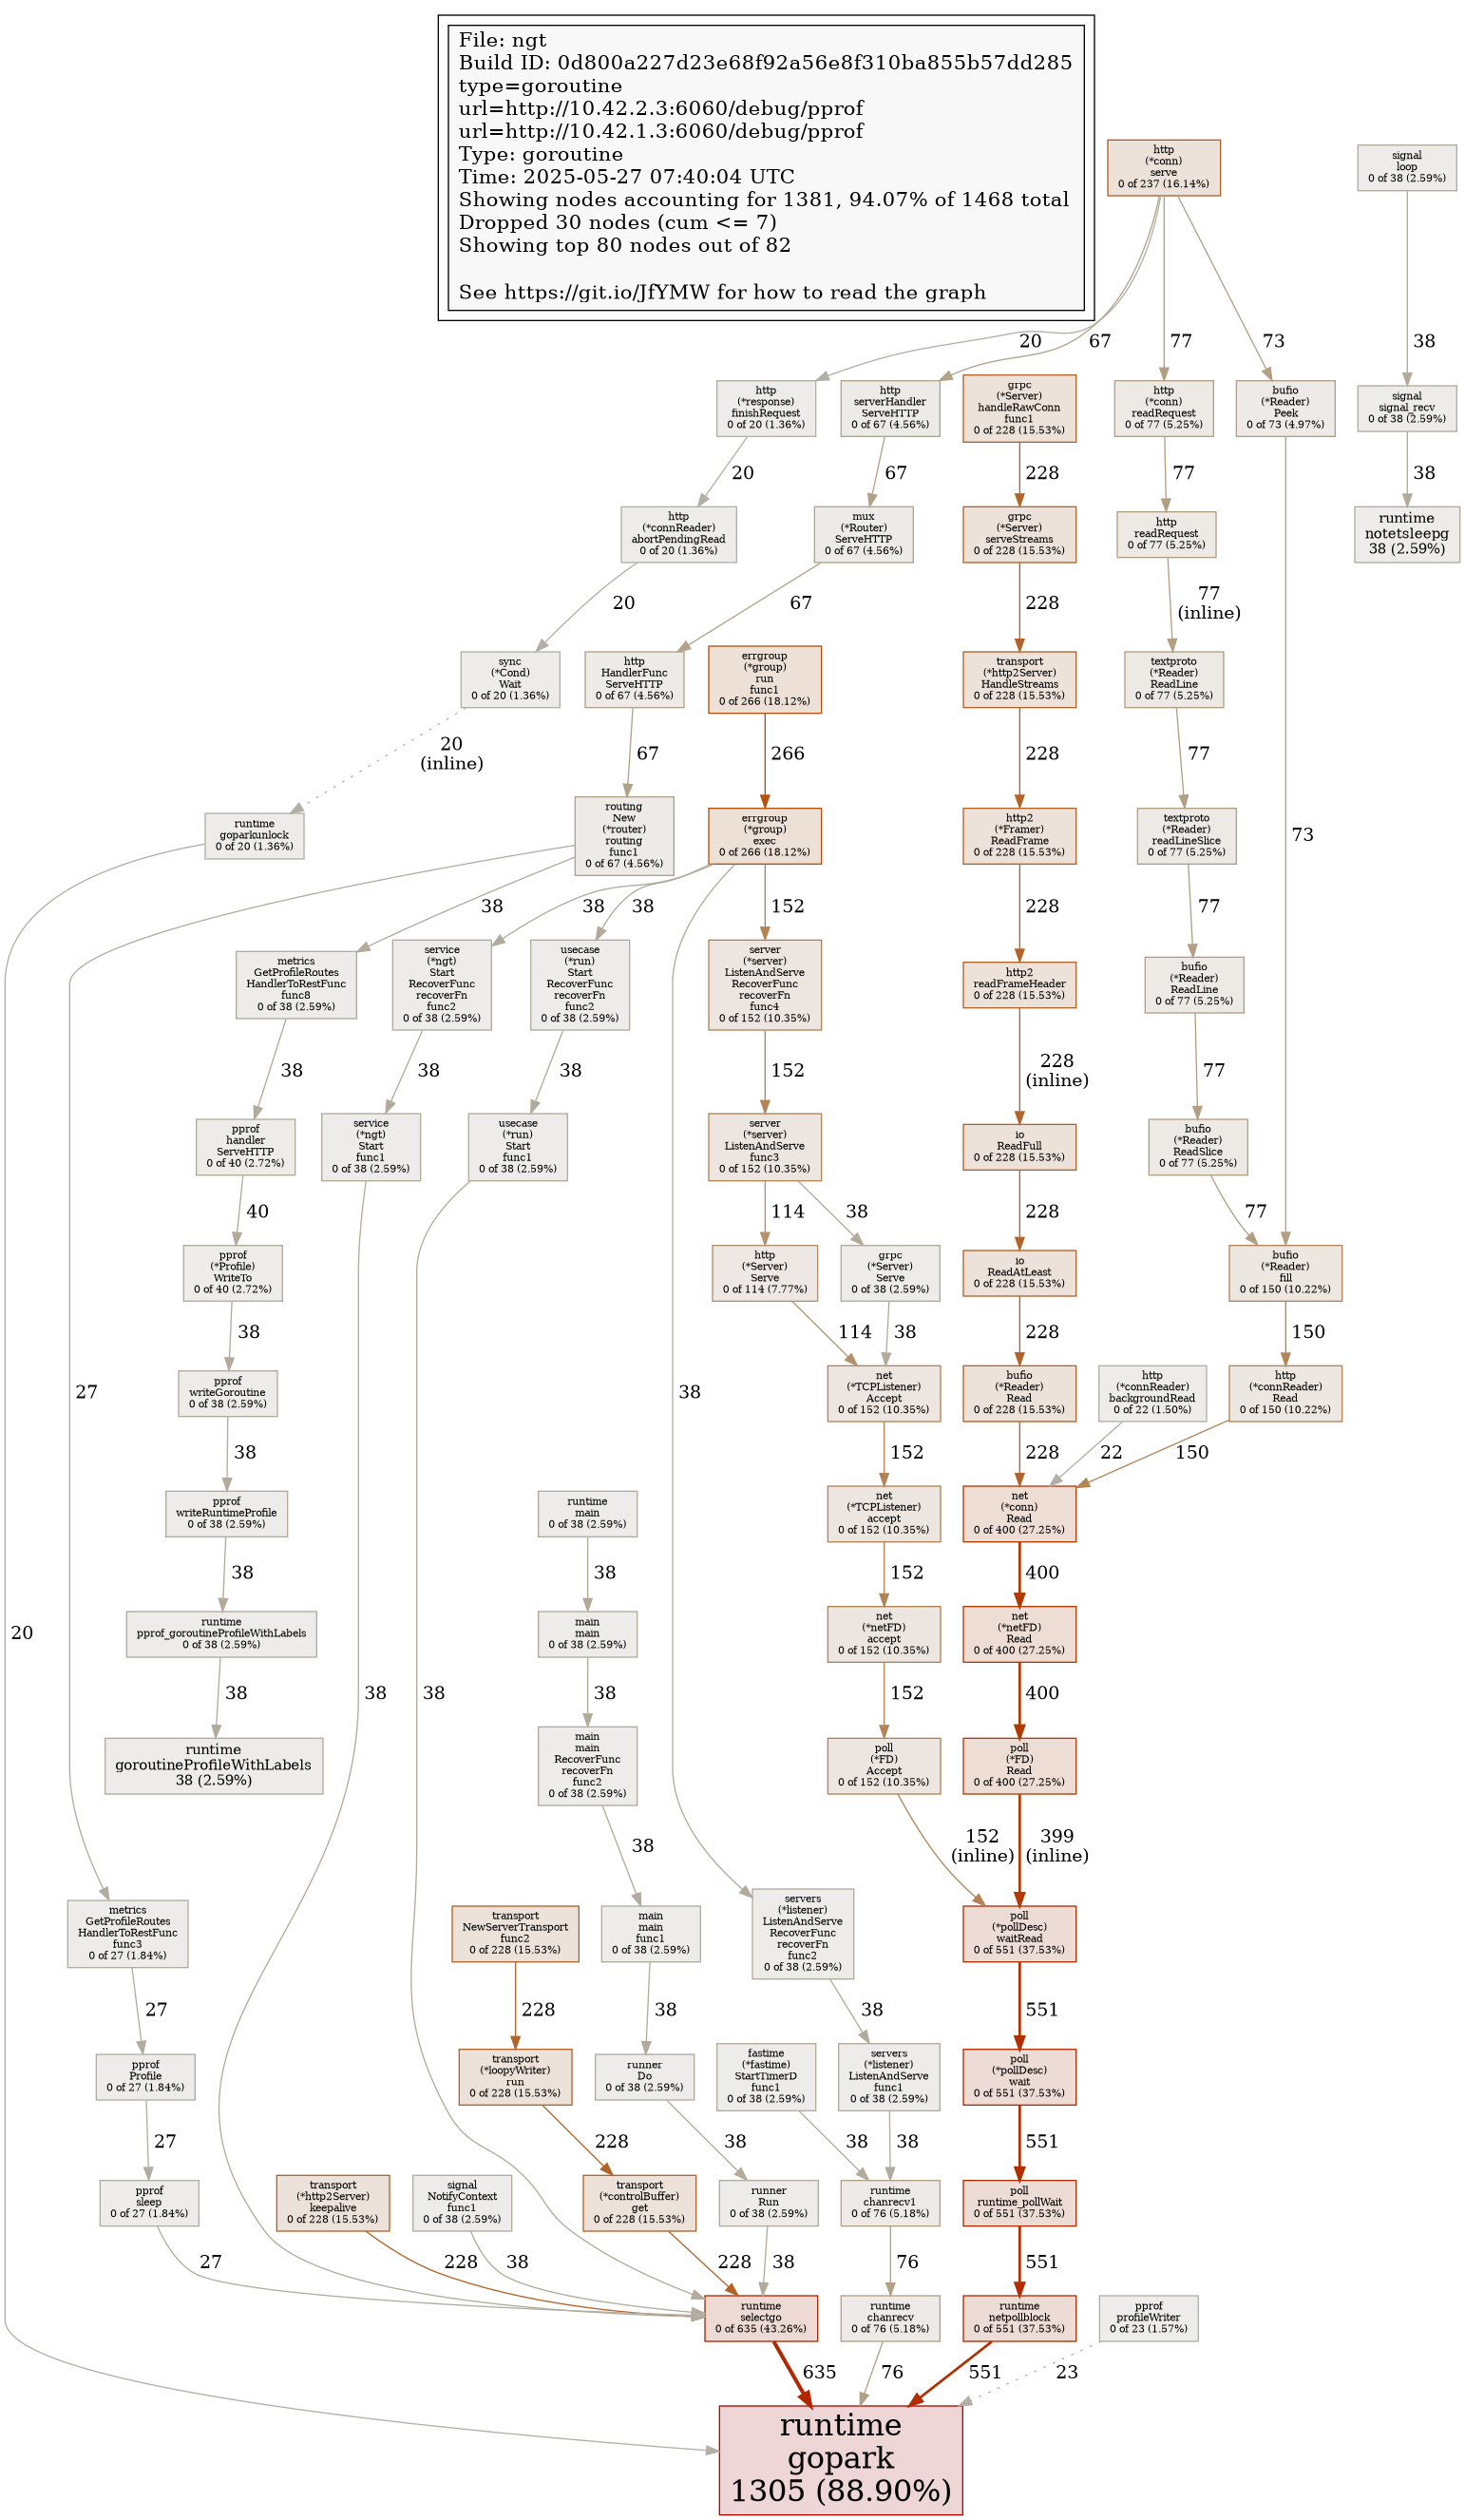 File: ngt
Build ID: 0d800a227d23e68f92a56e8f310ba855b57dd285
type=goroutine
url=http://10.42.2.3:6060/debug/pprof
url=http://10.42.1.3:6060/debug/pprof
Type: goroutine
Time: 2025-05-27 07:40:04 UTC
Showing nodes accounting for 1381, 94.07% of 1468 total
Dropped 30 nodes (cum <= 7)
Showing top 80 nodes out of 82
See https://git.io/JfYMW for how to read the graph
http
(*conn)
serve
0 of 237 (16.14%)
signal
loop
0 of 38 (2.59%)
20
67
77
73
38
http
(*response)
finishRequest
0 of 20 (1.36%)
http
serverHandler
ServeHTTP
0 of 67 (4.56%)
grpc
(*Server)
handleRawConn
func1
0 of 228 (15.53%)
http
(*conn)
readRequest
0 of 77 (5.25%)
bufio
(*Reader)
Peek
0 of 73 (4.97%)
signal
signal_recv
0 of 38 (2.59%)
20
67
228
77
38
http
(*connReader)
abortPendingRead
0 of 20 (1.36%)
mux
(*Router)
ServeHTTP
0 of 67 (4.56%)
grpc
(*Server)
serveStreams
0 of 228 (15.53%)
http
readRequest
0 of 77 (5.25%)
runtime
notetsleepg
38 (2.59%)
20
67
228
77
(inline)
sync
(*Cond)
Wait
0 of 20 (1.36%)
http
HandlerFunc
ServeHTTP
0 of 67 (4.56%)
errgroup
(*group)
run
func1
0 of 266 (18.12%)
transport
(*http2Server)
HandleStreams
0 of 228 (15.53%)
textproto
(*Reader)
ReadLine
0 of 77 (5.25%)
20
(inline)
67
266
228
77
runtime
goparkunlock
0 of 20 (1.36%)
routing
New
(*router)
routing
func1
0 of 67 (4.56%)
errgroup
(*group)
exec
0 of 266 (18.12%)
http2
(*Framer)
ReadFrame
0 of 228 (15.53%)
textproto
(*Reader)
readLineSlice
0 of 77 (5.25%)
73
38
38
38
152
228
77
metrics
GetProfileRoutes
HandlerToRestFunc
func8
0 of 38 (2.59%)
service
(*ngt)
Start
RecoverFunc
recoverFn
func2
0 of 38 (2.59%)
usecase
(*run)
Start
RecoverFunc
recoverFn
func2
0 of 38 (2.59%)
server
(*server)
ListenAndServe
RecoverFunc
recoverFn
func4
0 of 152 (10.35%)
http2
readFrameHeader
0 of 228 (15.53%)
bufio
(*Reader)
ReadLine
0 of 77 (5.25%)
38
38
38
152
228
(inline)
77
pprof
handler
ServeHTTP
0 of 40 (2.72%)
service
(*ngt)
Start
func1
0 of 38 (2.59%)
usecase
(*run)
Start
func1
0 of 38 (2.59%)
server
(*server)
ListenAndServe
func3
0 of 152 (10.35%)
io
ReadFull
0 of 228 (15.53%)
bufio
(*Reader)
ReadSlice
0 of 77 (5.25%)
40
114
38
228
77
pprof
(*Profile)
WriteTo
0 of 40 (2.72%)
http
(*Server)
Serve
0 of 114 (7.77%)
grpc
(*Server)
Serve
0 of 38 (2.59%)
io
ReadAtLeast
0 of 228 (15.53%)
bufio
(*Reader)
fill
0 of 150 (10.22%)
38
114
38
228
150
pprof
writeGoroutine
0 of 38 (2.59%)
27
38
net
(*TCPListener)
Accept
0 of 152 (10.35%)
bufio
(*Reader)
Read
0 of 228 (15.53%)
http
(*connReader)
backgroundRead
0 of 22 (1.50%)
http
(*connReader)
Read
0 of 150 (10.22%)
38
152
228
22
150
pprof
writeRuntimeProfile
0 of 38 (2.59%)
runtime
main
0 of 38 (2.59%)
net
(*TCPListener)
accept
0 of 152 (10.35%)
net
(*conn)
Read
0 of 400 (27.25%)
38
38
152
400
20
runtime
pprof_goroutineProfileWithLabels
0 of 38 (2.59%)
38
38
main
main
0 of 38 (2.59%)
net
(*netFD)
accept
0 of 152 (10.35%)
net
(*netFD)
Read
0 of 400 (27.25%)
38
38
152
400
runtime
goroutineProfileWithLabels
38 (2.59%)
main
main
RecoverFunc
recoverFn
func2
0 of 38 (2.59%)
poll
(*FD)
Accept
0 of 152 (10.35%)
poll
(*FD)
Read
0 of 400 (27.25%)
38
152
(inline)
399
(inline)
metrics
GetProfileRoutes
HandlerToRestFunc
func3
0 of 27 (1.84%)
transport
NewServerTransport
func2
0 of 228 (15.53%)
main
main
func1
0 of 38 (2.59%)
servers
(*listener)
ListenAndServe
RecoverFunc
recoverFn
func2
0 of 38 (2.59%)
poll
(*pollDesc)
waitRead
0 of 551 (37.53%)
27
228
38
38
551
pprof
Profile
0 of 27 (1.84%)
transport
(*loopyWriter)
run
0 of 228 (15.53%)
runner
Do
0 of 38 (2.59%)
fastime
(*fastime)
StartTimerD
func1
0 of 38 (2.59%)
servers
(*listener)
ListenAndServe
func1
0 of 38 (2.59%)
poll
(*pollDesc)
wait
0 of 551 (37.53%)
27
228
38
38
38
551
pprof
sleep
0 of 27 (1.84%)
transport
(*http2Server)
keepalive
0 of 228 (15.53%)
signal
NotifyContext
func1
0 of 38 (2.59%)
transport
(*controlBuffer)
get
0 of 228 (15.53%)
runner
Run
0 of 38 (2.59%)
runtime
chanrecv1
0 of 76 (5.18%)
poll
runtime_pollWait
0 of 551 (37.53%)
27
228
38
228
38
76
551
runtime
selectgo
0 of 635 (43.26%)
runtime
chanrecv
0 of 76 (5.18%)
runtime
netpollblock
0 of 551 (37.53%)
pprof
profileWriter
0 of 23 (1.57%)
635
76
551
23
runtime
gopark
1305 (88.90%)